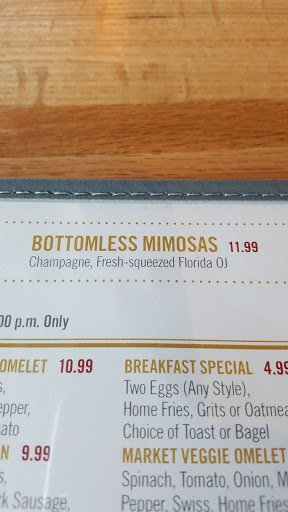 BOTTOMLESS MIMOSAS 11.99
Champagne, Fresh-squeezed Florida OJ
00 p.m. Only
OMELET 10.99
BREAKFAST SPECIAL 4.99
Two Eggs (Any Style),
Home Fries, Grits or Oatmea
Choice of Toast or Bagel
9.99
MARKET VEGGIE OMELET
Spinach, Tomato, Onion, M
Pepper, Swiss, Home Fries
rk Sausage,